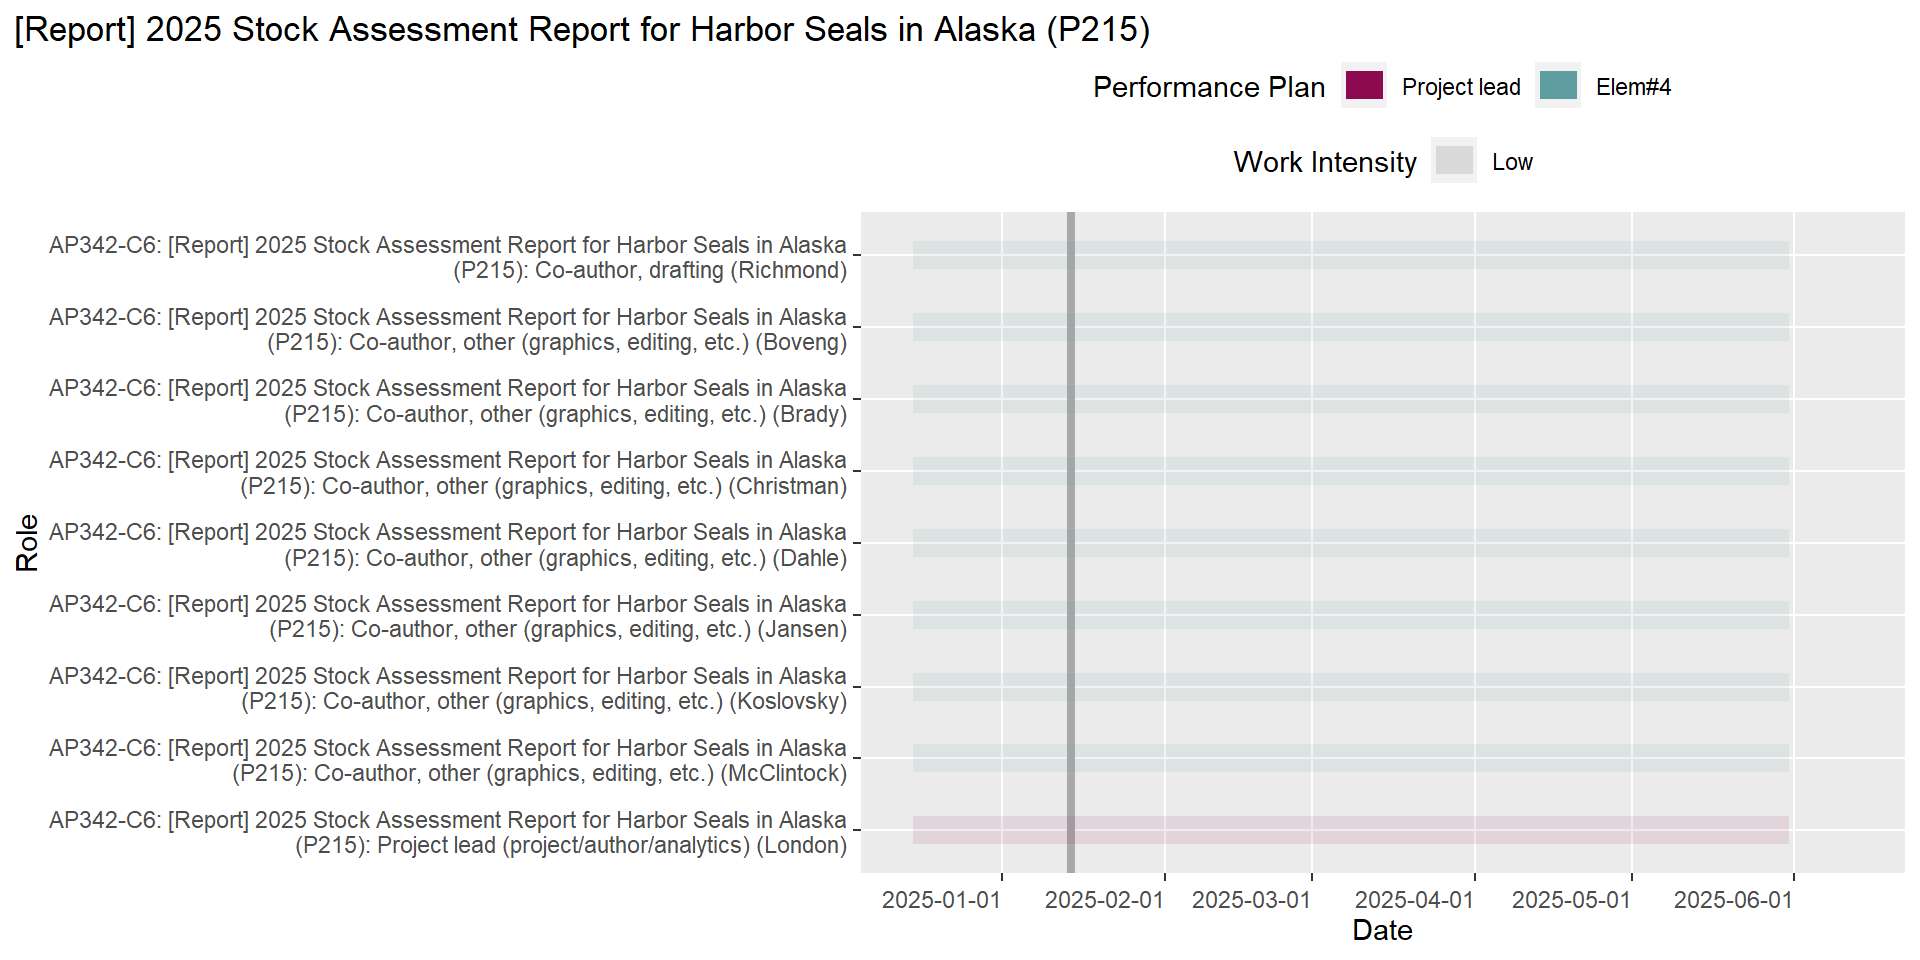 [Report] 2025 Stock Assessment Report for Harbor Seals in Alaska (P215)
Performance Plan Project lead Elem#4
Work Intensity Low
AP342-C6: [Report] 2025 Stock Assessment Report for Harbor Seals in Alaska
(P215): Co-author, drafting (Richmond)
AP342-C6: [Report] 2025 Stock Assessment Report for Harbor Seals in Alaska
(P215): Co-author, other (graphics, editing, etc.) (Boveng)
AP342-C6: [Report] 2025 Stock Assessment Report for Harbor Seals in Alaska
(P215): Co-author, other (graphics, editing, etc.) (Brady)
AP342-C6: [Report] 2025 Stock Assessment Report for Harbor Seals in Alaska
(P215): Co-author, other (graphics, editing, etc.) (Christman)
AP342-C6: [Report] 2025 Stock Assessment Report for Harbor Seals in Alaska
(P215): Co-author, other (graphics, editing, etc.) (Dahle)
AP342-C6: [Report] 2025 Stock Assessment Report for Harbor Seals in Alaska
(P215): Co-author, other (graphics, editing, etc.) (Jansen)
AP342-C6: [Report] 2025 Stock Assessment Report for Harbor Seals in Alaska
(P215): Co-author, other (graphics, editing, etc.) (Koslovsky)
AP342-C6: [Report] 2025 Stock Assessment Report for Harbor Seals in Alaska
(P215): Co-author, other (graphics, editing, etc.) (McClintock)
AP342-C6: [Report] 2025 Stock Assessment Report for Harbor Seals in Alaska
(P215): Project lead (project/author/analytics) (London)
Role
2025-01-01 2025-02-01 2025-03-01 2025-04-01 2025-05-01 2025-06-01
Date